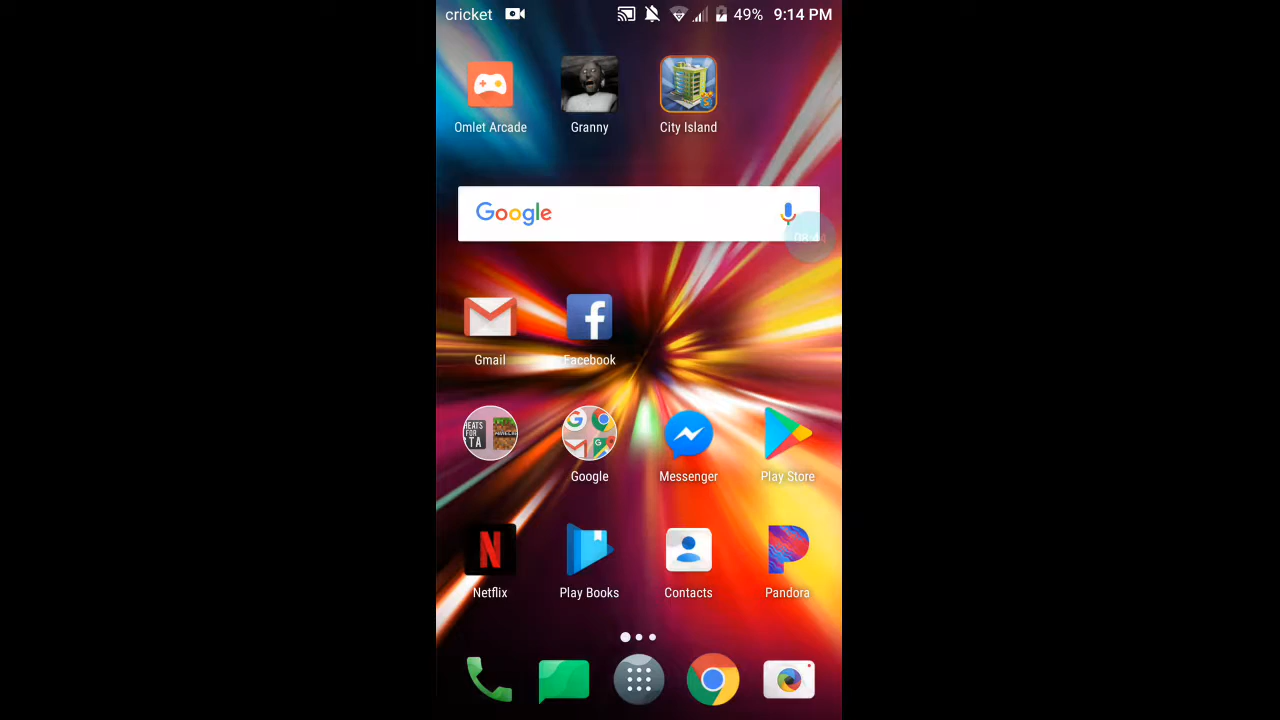 cricket 49% 9:14 PM
Omlet Arcade Granny City Island
Google
Gmail Facebook
Google Messenger Play Store
Netflix Play Books Contacts Pandora